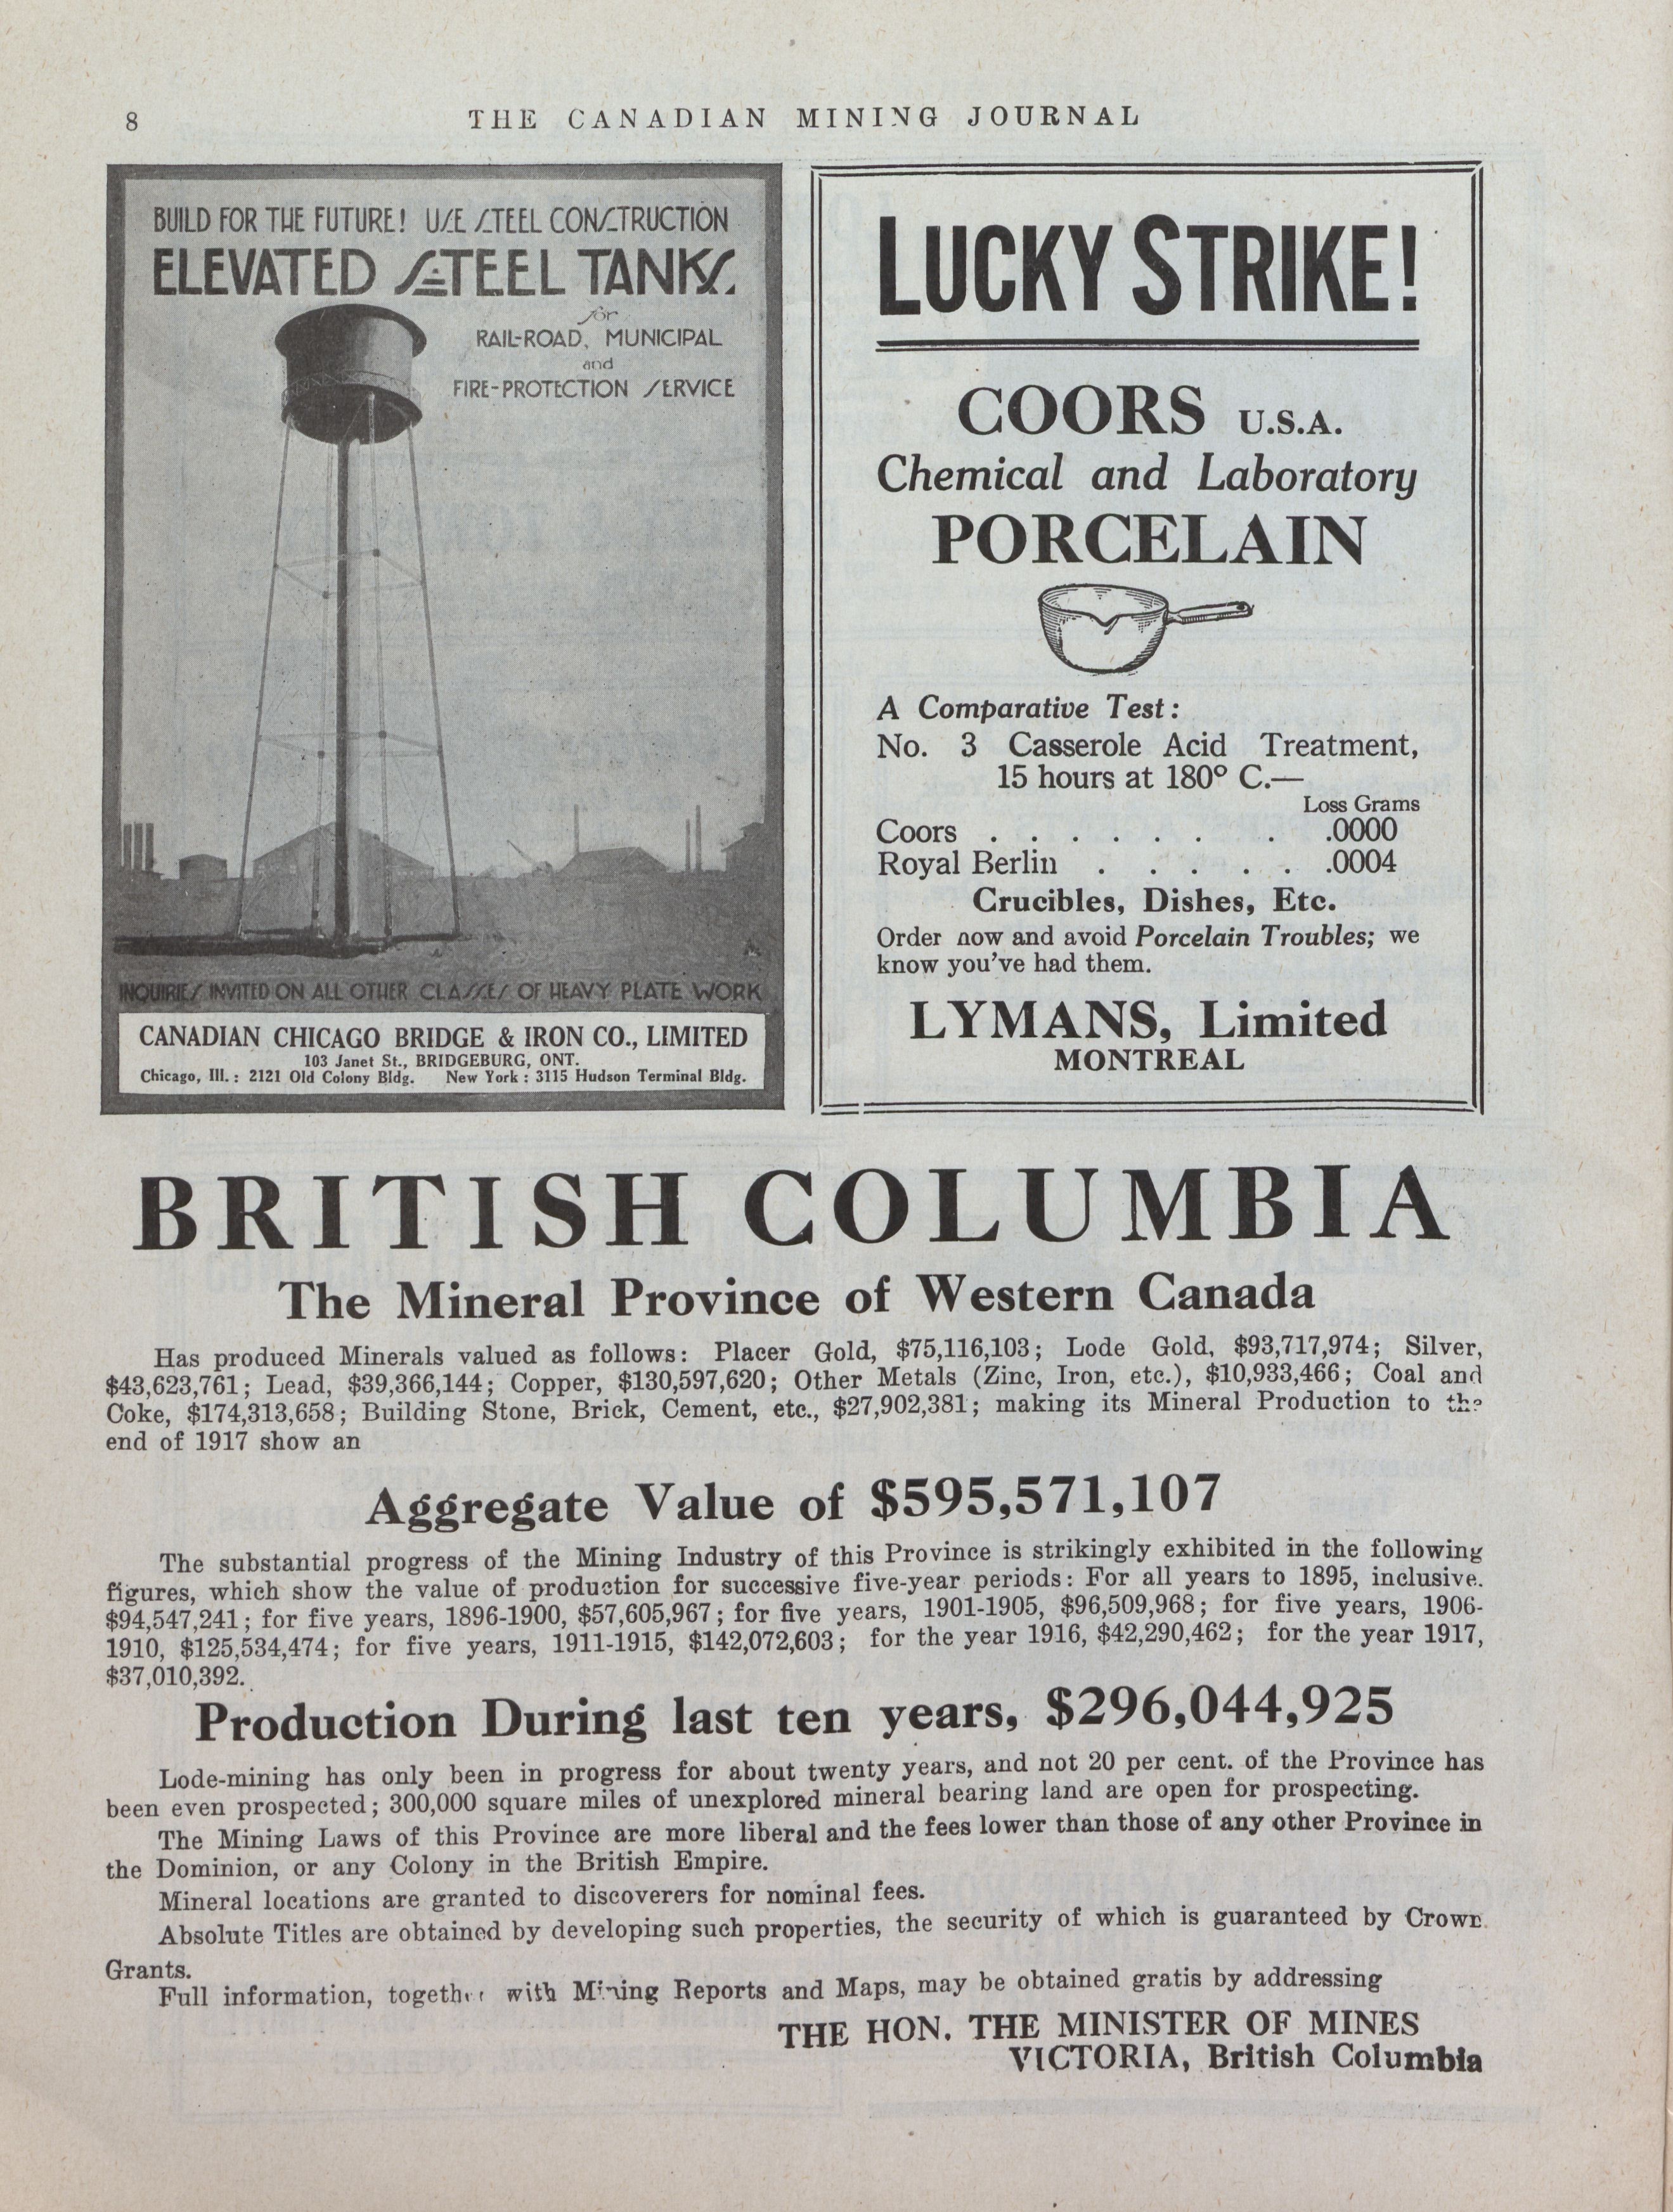 8
THE CANADIAN MINING JOURNAL
BUILD FOR THE FUTURE! USE STEEL CONSTRUCTION
ELEVATED STEEL TANKS.
for
RAIL-ROAD, MUNICIPAL
and
FIRE-PROTECTION SERVICE
INQUIRIES INVITED ON ALL OTHER CLASSES OF HEAVY PLATE WORK
CANADIAN CHICAGO BRIDGE & IRON CO., LIMITED
103 Janet St., BRIDGEBURG, ONT.
Chicago, Ill.: 2121 Old Colony Bldg. New York: 3115 Hudson Terminal Bldg.
LUCKY STRIKE!
COORS U.S.A.
Chemical and Laboratory
PORCELAIN
A Comparative Test:
No. 3 Casserole Acid Treatment,
15 hours at 180° C.—
Loss Grams
Coors . . . . . . . .0000
Royal Berlin . . . . . .0004
Crucibles, Dishes, Etc.
Order now and avoid Porcelain Troubles; we
know you've had them.
LYMANS, Limited
MONTREAL
BRITISH COLUMBIA
The Mineral Province of Western Canada
Has produced Minerals valued as follows: Placer Gold, $75,116,103; Lode Gold, $93,717,974; Silver,
$43,623,761; Lead, $39,366,144; Copper, $130,597,620; Other Metals (Zinc, Iron, etc.), $10,933,466; Coal and
Coke, $174,313,658; Building Stone, Brick, Cement, etc., $27,902,381; making its Mineral Production to the
end of 1917 show an
Aggregate Value of $595,571,107
The substantial progress of the Mining Industry of this Province is strikingly exhibited in the following
figures, which show the value of production for successive five-year periods: For all years to 1895, inclusive.
$94,547,241; for five years, 1896-1900, $57,605,967; for five years, 1901-1905, $96,509,968; for five years, 1906-
1910, $125,534,474; for five years, 1911-1915, $142,072,603; for the year 1916, $42,290,462; for the year 1917,
$37,010,392.
Production During last ten years, $296,044,925
Lode-mining has only been in progress for about twenty years, and not 20 per cent. of the Province has
been even prospected; 300,000 square miles of unexplored mineral bearing land are open for prospecting.
The Mining Laws of this Province are more liberal and the fees lower than those of any other Province in
the Dominion, or any Colony in the British Empire.
Mineral locations are granted to discoverers for nominal fees.
Absolute Titles are obtained by developing such properties, the security of which is guaranteed by Crown
Grants.
Full information, together with Mining Reports and Maps, may be obtained gratis by addressing
THE HON. THE MINISTER OF MINES
VICTORIA, British Columbia